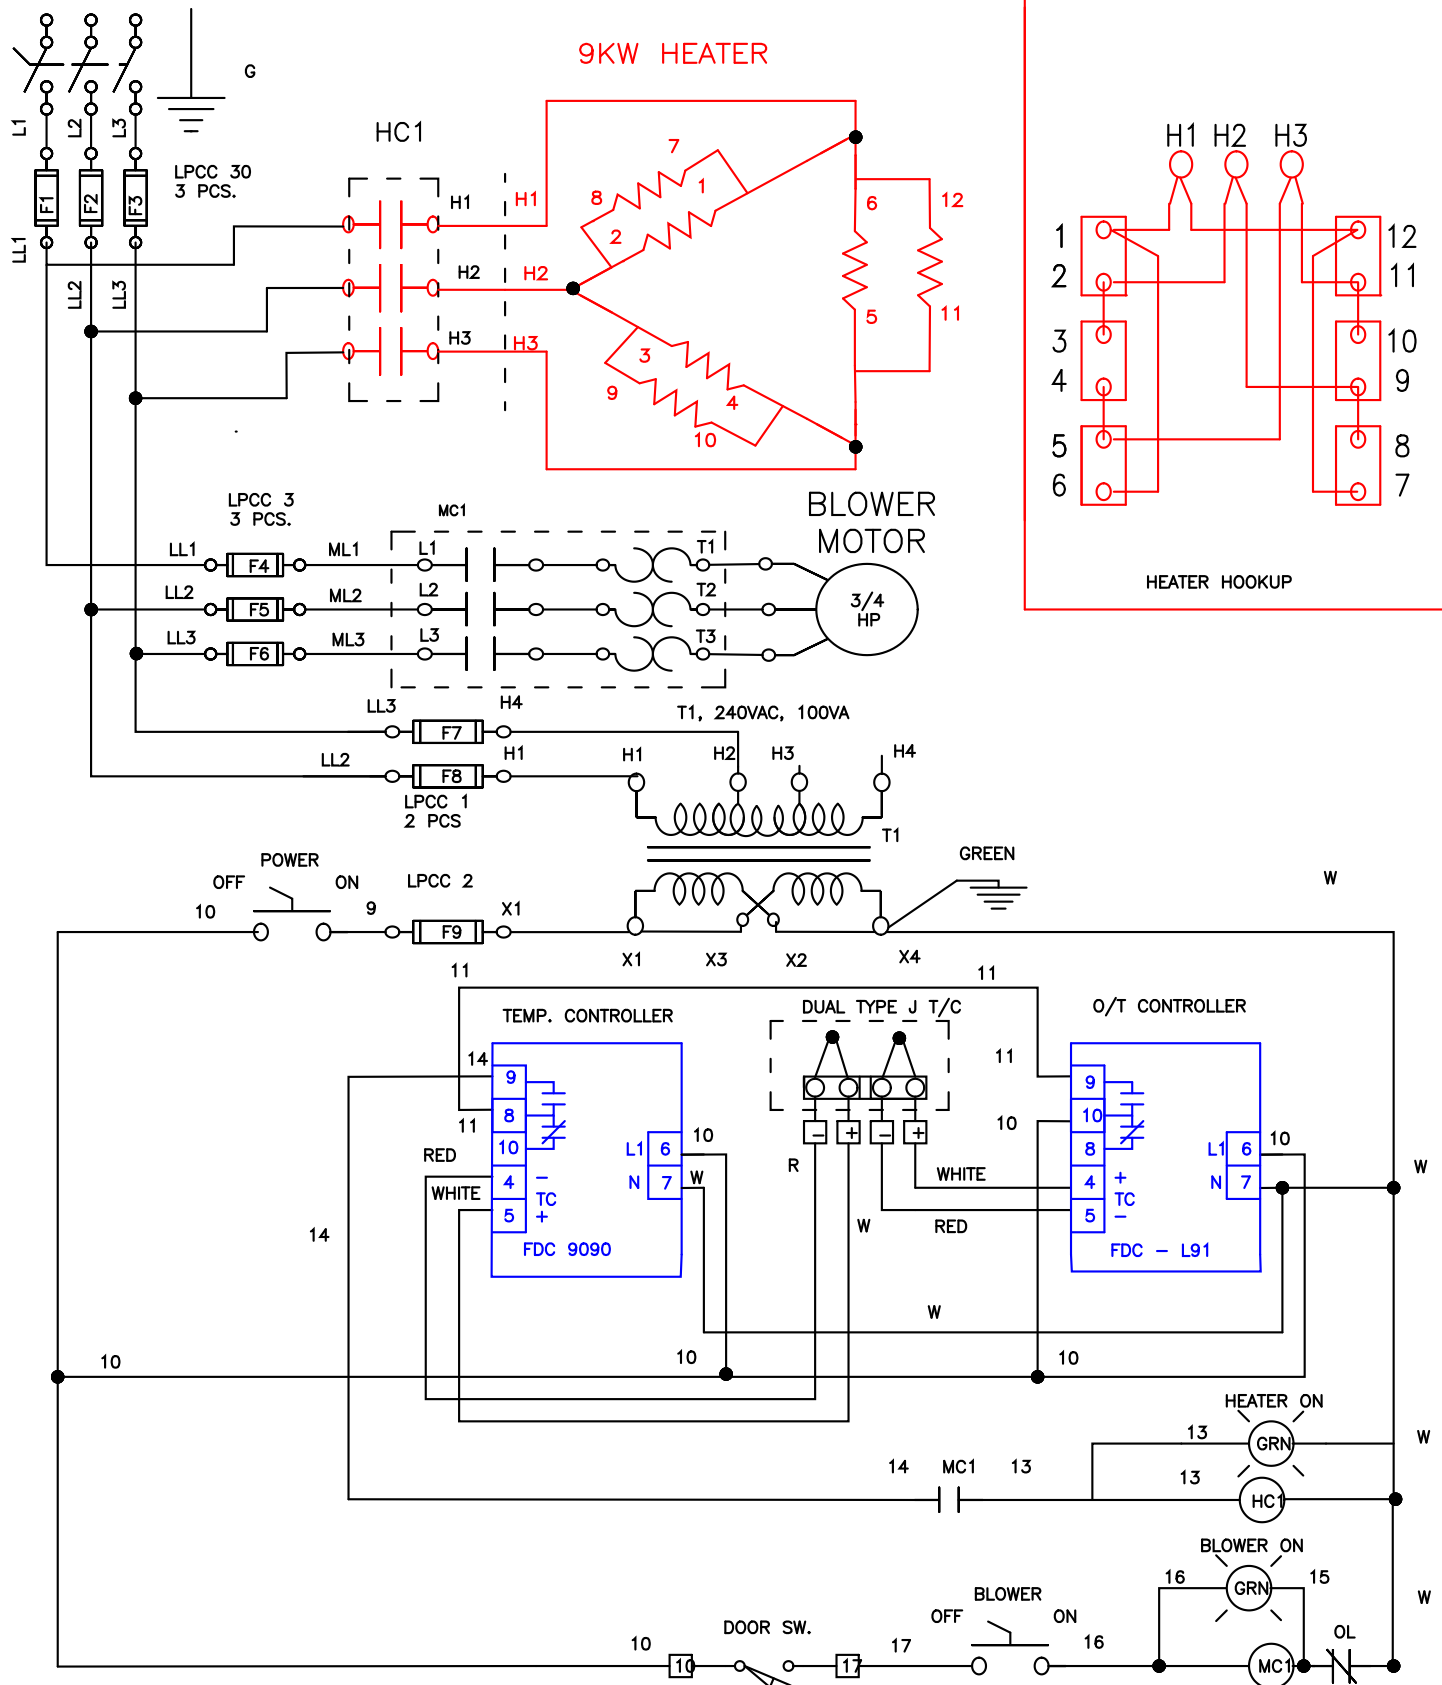 9KW HEATER
G
L1
L2
L3
HC1
H1 H2 H3
LPCC 30
3 PCS.
F1
F2
F3
LL1
LL2
LL3
H1
H1
H2
H2
H3
H3
7
8
1
2
6
12
5
11
3
9
4
10
1
2
3
4
5
6
12
11
10
9
8
7
HEATER HOOKUP
LPCC 3
3 PCS.
MC1
BLOWER
MOTOR
LL1
F4
ML1
L1
T1
LL2
F5
ML2
L2
T2
3/4
HP
LL3
F6
ML3
L3
T3
LL3
F7
H4
T1, 240VAC, 100VA
LL2
F8
H1
H1
H2
H3
H4
LPCC 1
2 PCS
T1
POWER
OFF
ON
LPCC 2
GREEN
W
10
9
F9
X1
X1
X3
X2
X4
11
11
TEMP. CONTROLLER
DUAL TYPE J T/C
O/T CONTROLLER
14
9
11
9
8
11
10
10
10
8
RED
L1
6
10
L1
6
10
4
–
WHITE
TC
N
7
W
5
+
FDC 9090
–
+
–
+
R
WHITE
4
+
TC
N
7
W
W
RED
5
–
FDC – L91
14
W
10
10
10
HEATER ON
13
GRN
W
14
MC1
13
13
HC1
BLOWER ON
16
GRN
15
W
DOOR SW.
BLOWER
OFF
ON
10
10
17
17
16
MC1
OL